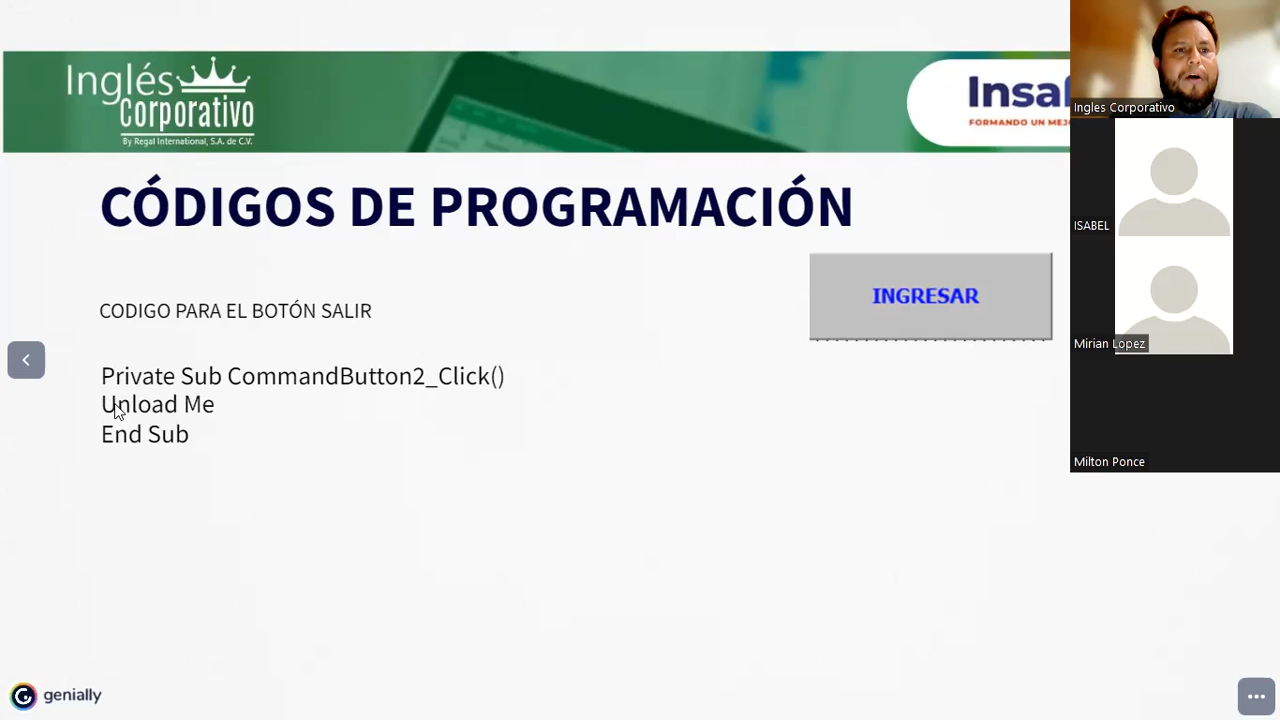 Inglés
Corporativo
By Regal International, S.A. de C.V.
Insaf
FORMANDO UN MEJ
CÓDIGOS DE PROGRAMACIÓN
INGRESAR
CODIGO PARA EL BOTÓN SALIR
Private Sub CommandButton2_Click()
Unload Me
End Sub
genially
Ingles Corporativo
ISABEL
Mirian Lopez
Milton Ponce